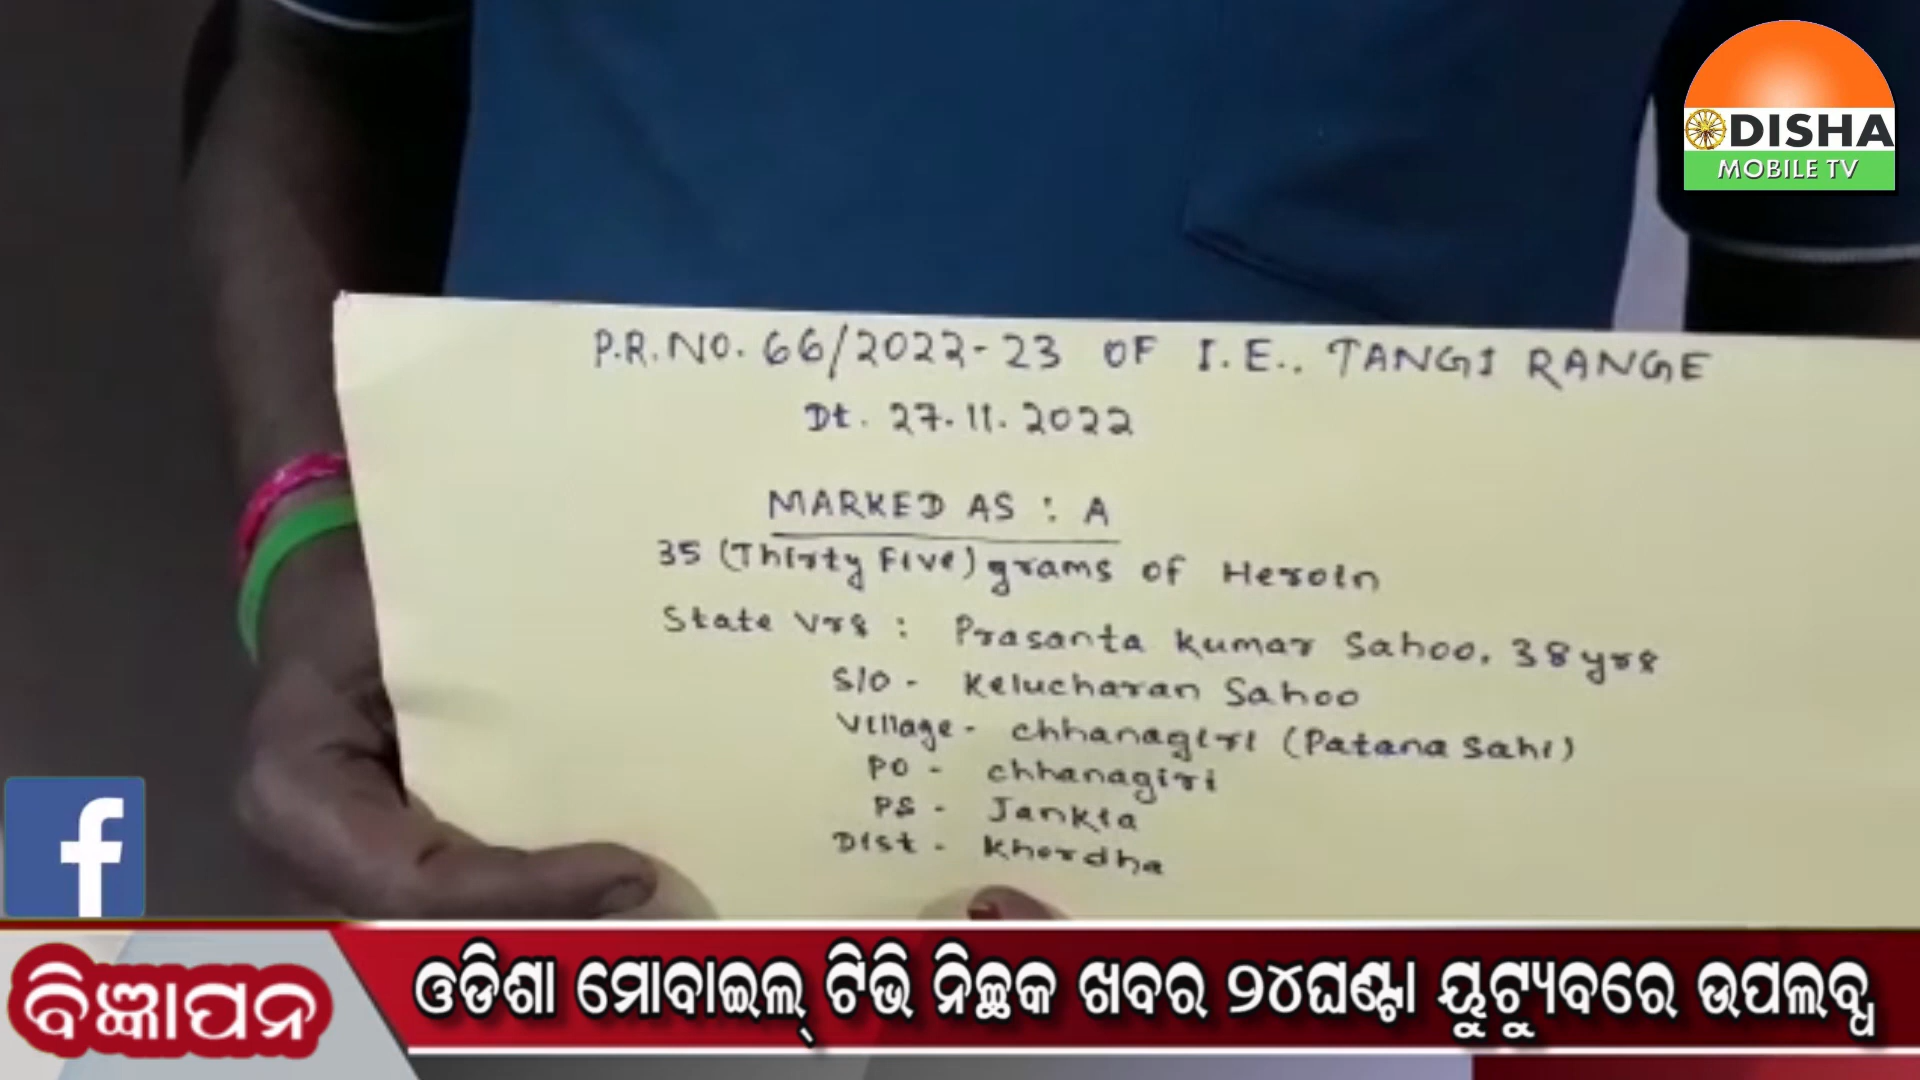 ODISHA
MOBILE TV
P.R. NO. 66/2022-23 OF I.E., TANGI RANGE
Dt. 27.11.2022
MARKED AS : A
35 (Thirty Five) grams of Heroin
State Vrs : Prasanta Kumar Sahoo, 38 yrs
S/O - Kelucharan Sahoo
Village - Chhanagiri (Patana Sahi)
PO - Chhanagiri
PS - Jankia
Dist - Khordha
f
ବିଜ୍ଞାପନ
ଓଡିଶା ମୋବାଇଲ୍ ଟିଭି ନିଚ୍ଛକ ଖବର ୨୪ଘଣ୍ଟା ୟୁଟ୍ୟୁବରେ ଉପଲବ୍ଧ